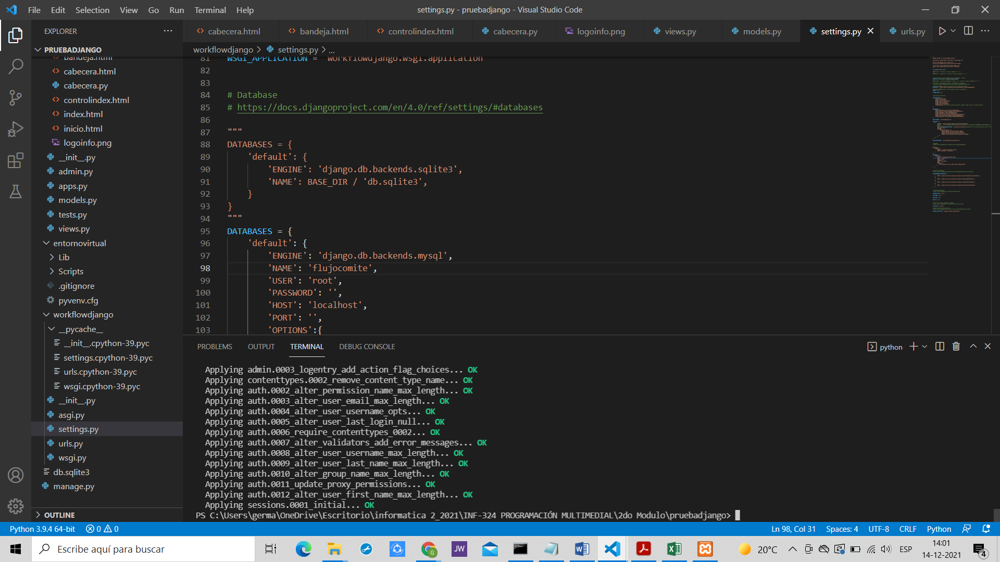 File Edit Selection View Go Run Terminal Help
settings.py - pruebadjango - Visual Studio Code
EXPLORER
PRUEBADJANGO
bandeja.html
cabecera.html
cabecera.py
controlindex.html
index.html
inicio.html
logoinfo.png
__init__.py
admin.py
apps.py
models.py
tests.py
views.py
entornovirtual
Lib
Scripts
.gitignore
pyvenv.cfg
workflowdjango
__pycache__
__init__.cpython-39.pyc
settings.cpython-39.pyc
urls.cpython-39.pyc
wsgi.cpython-39.pyc
__init__.py
asgi.py
settings.py
urls.py
wsgi.py
db.sqlite3
manage.py
OUTLINE
cabecera.html bandeja.html controlindex.html cabecera.py logoinfo.png views.py models.py settings.py urls.py
workflowdjango > settings.py > ...
81 WSGI_APPLICATION = 'workflowdjango.wsgi.application'
82
83
84 # Database
85 # https://docs.djangoproject.com/en/4.0/ref/settings/#databases
86
87 """
88 DATABASES = {
89 'default': {
90 'ENGINE': 'django.db.backends.sqlite3',
91 'NAME': BASE_DIR / 'db.sqlite3',
92 }
93 }
94 """
95 DATABASES = {
96 'default': {
97 'ENGINE': 'django.db.backends.mysql',
98 'NAME': 'flujocomite',
99 'USER': 'root',
100 'PASSWORD': '',
101 'HOST': 'localhost',
102 'PORT': '',
103 'OPTIONS':{
PROBLEMS OUTPUT TERMINAL DEBUG CONSOLE
python
Applying admin.0003_logentry_add_action_flag_choices... OK
Applying contenttypes.0002_remove_content_type_name... OK
Applying auth.0002_alter_permission_name_max_length... OK
Applying auth.0003_alter_user_email_max_length... OK
Applying auth.0004_alter_user_username_opts... OK
Applying auth.0005_alter_user_last_login_null... OK
Applying auth.0006_require_contenttypes_0002... OK
Applying auth.0007_alter_validators_add_error_messages... OK
Applying auth.0008_alter_user_username_max_length... OK
Applying auth.0009_alter_user_last_name_max_length... OK
Applying auth.0010_alter_group_name_max_length... OK
Applying auth.0011_update_proxy_permissions... OK
Applying auth.0012_alter_user_first_name_max_length... OK
Applying sessions.0001_initial... OK
PS C:\Users\germa\OneDrive\Escritorio\informatica 2_2021\INF-324 PROGRAMACIÓN MULTIMEDIAL\2do Modulo\pruebadjango>
Python 3.9.4 64-bit 0 0
Ln 98, Col 31 Spaces: 4 UTF-8 CRLF Python
Escribe aquí para buscar
JW
G
20°C
ESP
14:01
14-12-2021
4